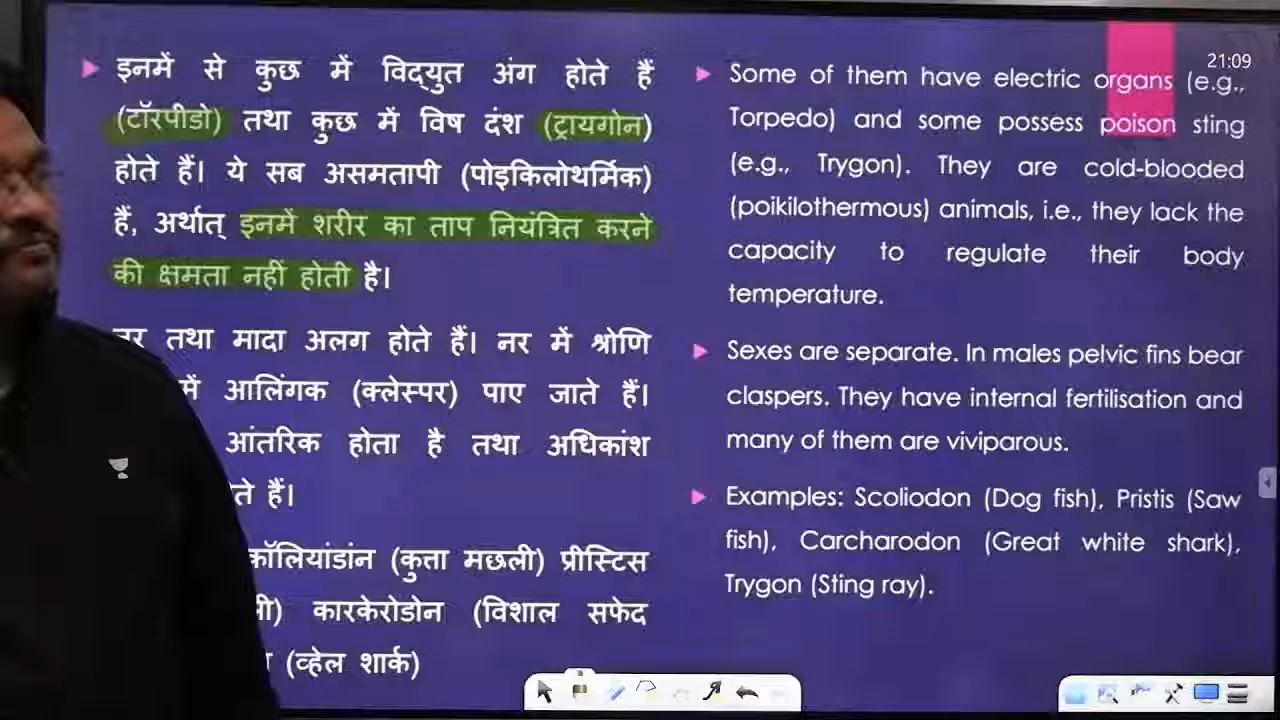 इनमें से कुछ में विद्युत अंग होते हैं
(टॉरपीडो) तथा कुछ में विष दंश (ट्रायगोन)
होते हैं। ये सब असमतापी (पोइकिलोथर्मिक)
हैं, अर्थात् इनमें शरीर का ताप नियंत्रित करने
की क्षमता नहीं होती है।
तथा मादा अलग होते हैं। नर में श्रोणि
में आलिंगक (क्लेस्पर) पाए जाते हैं।
आंतरिक होता है तथा अधिकांश
हैं।
(कुत्ता मछली) प्रीस्टिस
कारकेरोडोन (विशाल सफेद
(व्हेल शार्क)
21:09
Some of them have electric organs (e.g.,
Torpedo) and some possess poison sting
(e.g., Trygon). They are cold-blooded
(poikilothermous) animals, i.e., they lack the
capacity to regulate their body
temperature.
Sexes are separate. In males pelvic fins bear
claspers. They have internal fertilisation and
many of them are viviparous.
Examples: Scoliodon (Dog fish), Pristis (Saw
fish), Carcharodon (Great white shark),
Trygon (Sting ray).